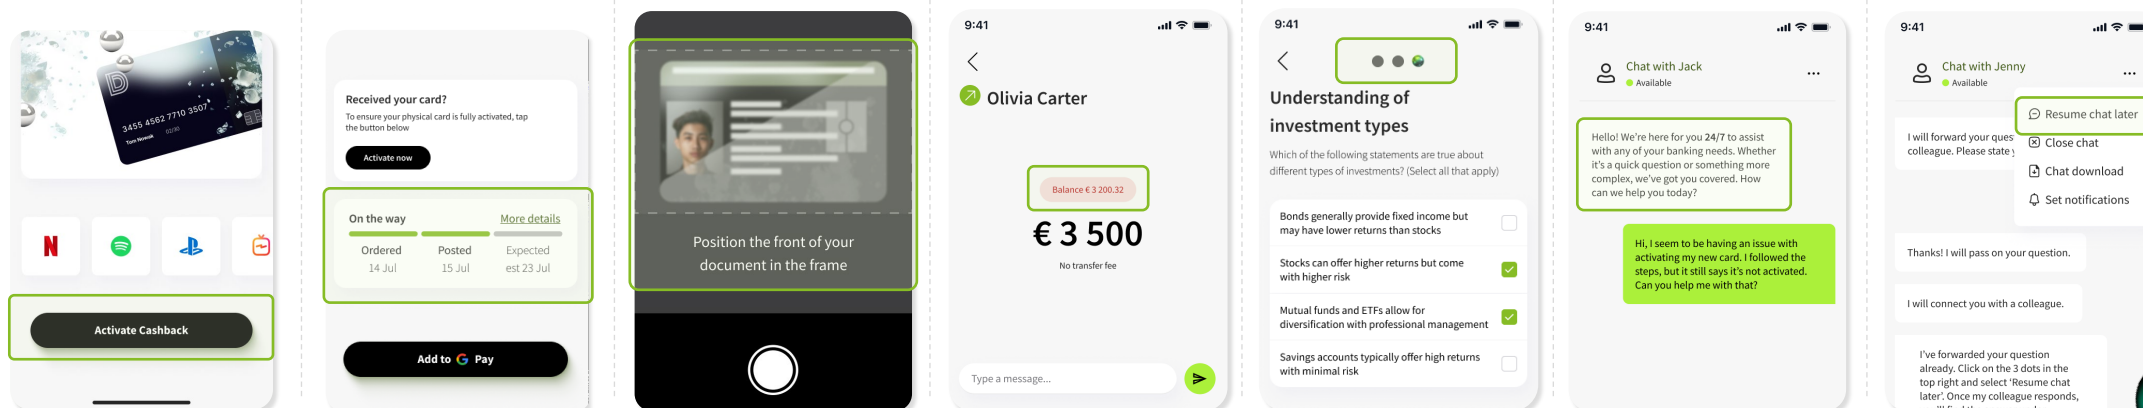 3455 4562 7710 3507
02/30
Tom Nowak
Activate Cashback
Received your card?
To ensure your physical card is fully activated, tap
the button below
Activate now
On the way
More details
Ordered
Posted
Expected
14 Jul
15 Jul
est 23 Jul
Add to G Pay
Position the front of your
document in the frame
9:41
Olivia Carter
Balance € 3 200.32
€ 3 500
No transfer fee
Type a message...
9:41
Understanding of
investment types
Which of the following statements are true about
different types of investments? (Select all that apply)
Bonds generally provide fixed income but
may have lower returns than stocks
Stocks can offer higher returns but come
with higher risk
Mutual funds and ETFs allow for
diversification with professional management
Savings accounts typically offer high returns
with minimal risk
9:41
Chat with Jack
Available
Hello! We're here for you 24/7 to assist
with any of your banking needs. Whether
it's a quick question or something more
complex, we've got you covered. How
can we help you today?
Hi, I seem to be having an issue with
activating my new card. I followed the
steps, but it still says it's not activated.
Can you help me with that?
9:41
Chat with Jenny
Available
Resume chat later
Close chat
Chat download
Set notifications
I will forward your ques
colleague. Please state
Thanks! I will pass on your question.
I will connect you with a colleague.
I've forwarded your question
already. Click on the 3 dots in the
top right and select 'Resume chat
later'. Once my colleague responds,